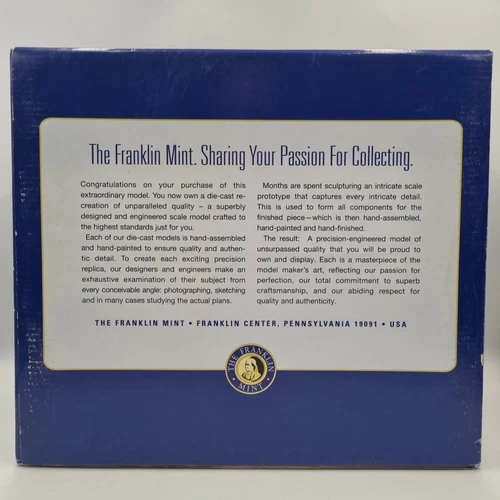 The Franklin Mint. Sharing Your Passion For Collecting.
Congratulations on your purchase of this
extraordinary model. You now own a die-cast re-
creation of unparalleled quality – a superbly
designed and engineered scale model crafted to
the highest standards just for you.
Each of our die-cast models is hand-assembled
and hand-painted to ensure quality and authen-
tic detail. To create each exciting precision
replica, our designers and engineers make an
exhaustive examination of their subject from
every conceivable angle: photographing, sketching
and in many cases studying the actual plans.
Months are spent sculpturing an intricate scale
prototype that captures every intricate detail.
This is used to form all components for the
finished piece—which is then hand-assembled,
hand-painted and hand-finished.
The result: A precision-engineered model of
unsurpassed quality that you will be proud to
own and display. Each is a masterpiece of the
model maker's art, reflecting our passion for
perfection, our total commitment to superb
craftsmanship, and our abiding respect for
quality and authenticity.
THE FRANKLIN MINT • FRANKLIN CENTER, PENNSYLVANIA 19091 • USA
THE FRANKLIN
MINT